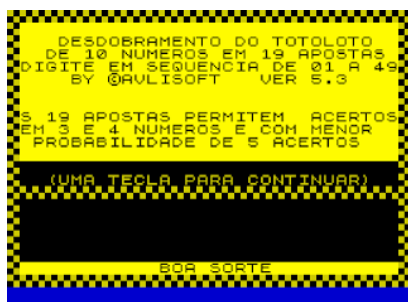 DESDOBRAMENTO DO TOTOLOTO
DE 10 NUMEROS EM 19 APOSTAS
DIGITE EM SEQUENCIA DE 01 A 49
BY ©AVLISOFT VER 5.3
S 19 APOSTAS PERMITEM ACERTOS
EM 3 E 4 NUMEROS E COM MENOR
PROBABILIDADE DE 5 ACERTOS
(UMA TECLA PARA CONTINUAR)
BOA SORTE